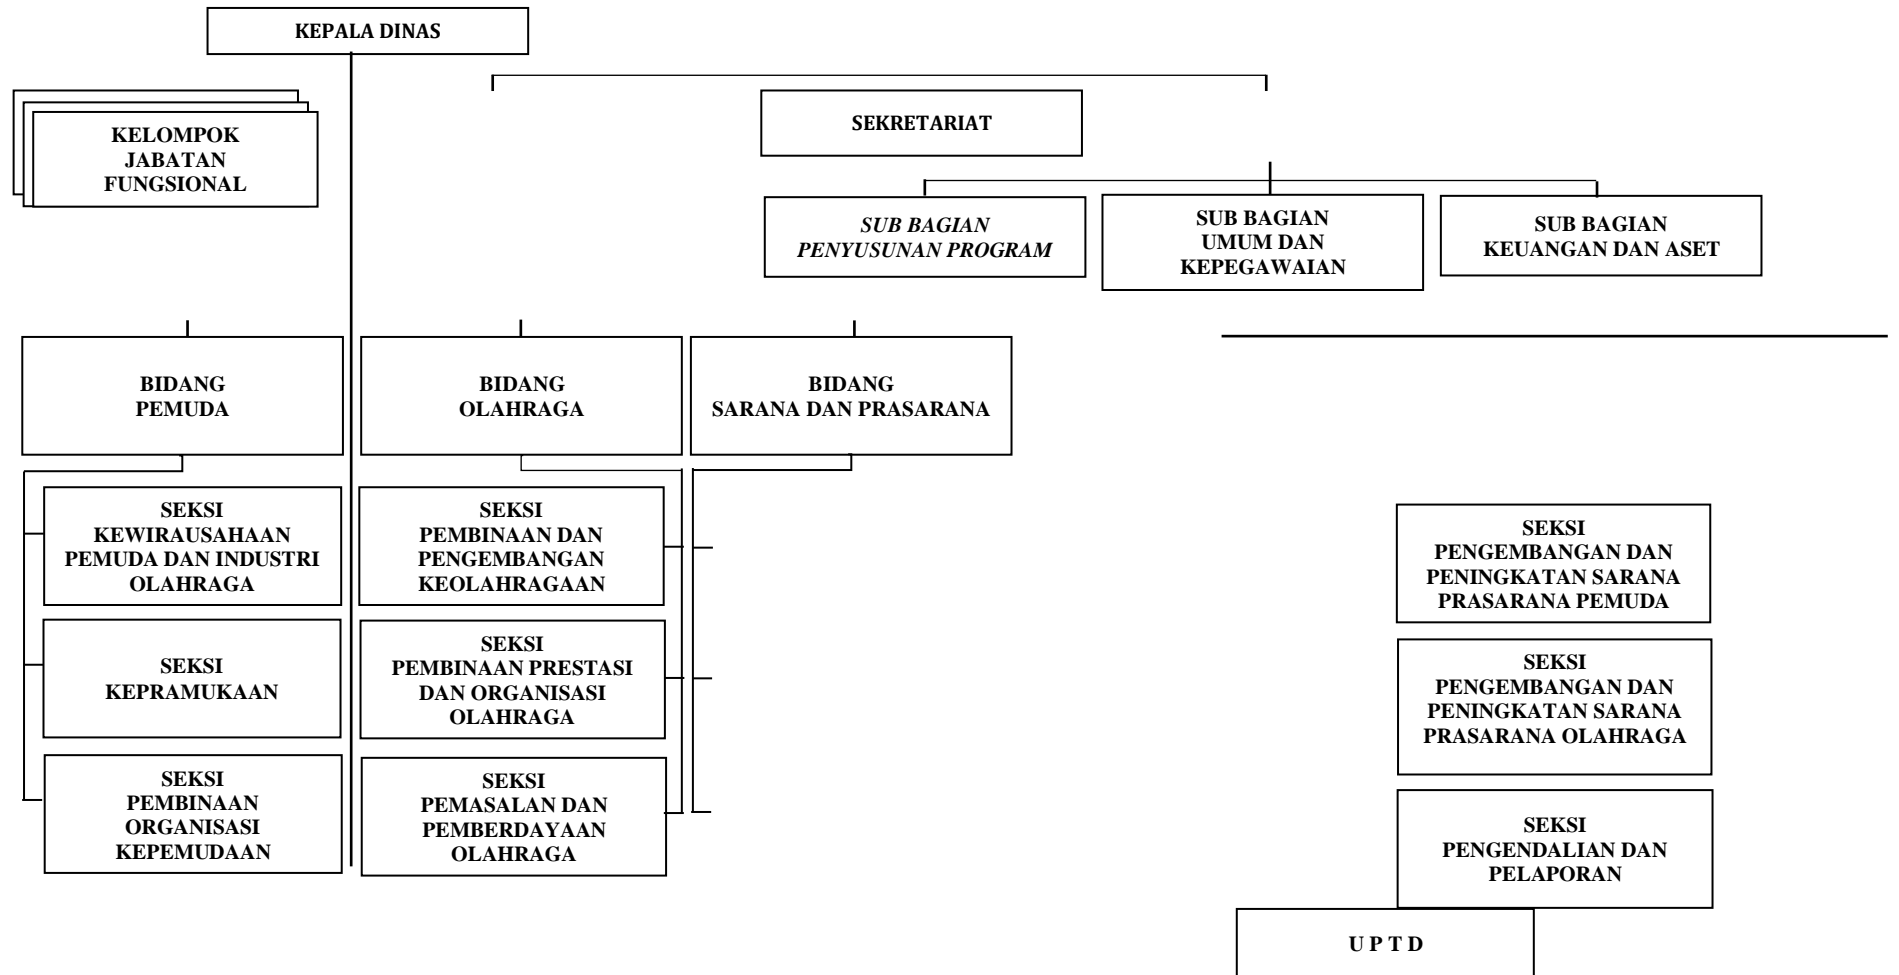 KEPALA DINAS
KELOMPOK
JABATAN
FUNGSIONAL
SEKRETARIAT
SUB BAGIAN
PENYUSUNAN PROGRAM
SUB BAGIAN
UMUM DAN
KEPEGAWAIAN
SUB BAGIAN
KEUANGAN DAN ASET
BIDANG
PEMUDA
BIDANG
OLAHRAGA
BIDANG
SARANA DAN PRASARANA
SEKSI
KEWIRAUSAHAAN
PEMUDA DAN INDUSTRI
OLAHRAGA
SEKSI
PEMBINAAN DAN
PENGEMBANGAN
KEOLAHRAGAAN
SEKSI
PENGEMBANGAN DAN
PENINGKATAN SARANA
PRASARANA PEMUDA
SEKSI
KEPRAMUKAAN
SEKSI
PEMBINAAN PRESTASI
DAN ORGANISASI
OLAHRAGA
SEKSI
PENGEMBANGAN DAN
PENINGKATAN SARANA
PRASARANA OLAHRAGA
SEKSI
PEMBINAAN
ORGANISASI
KEPEMUDAAN
SEKSI
PEMASALAN DAN
PEMBERDAYAAN
OLAHRAGA
SEKSI
PENGENDALIAN DAN
PELAPORAN
U P T D